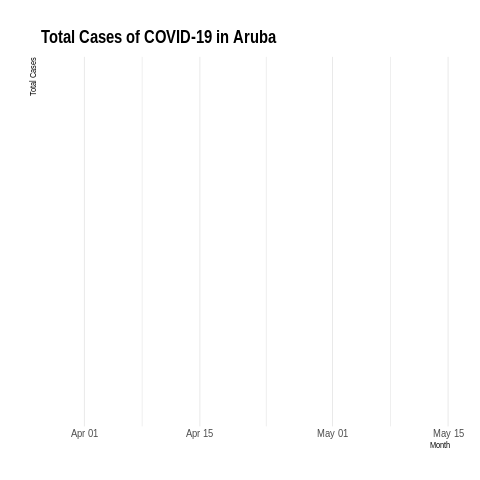 Total Cases of COVID-19 in Aruba
Total Cases
Apr 01
Apr 15
May 01
May 15
Month